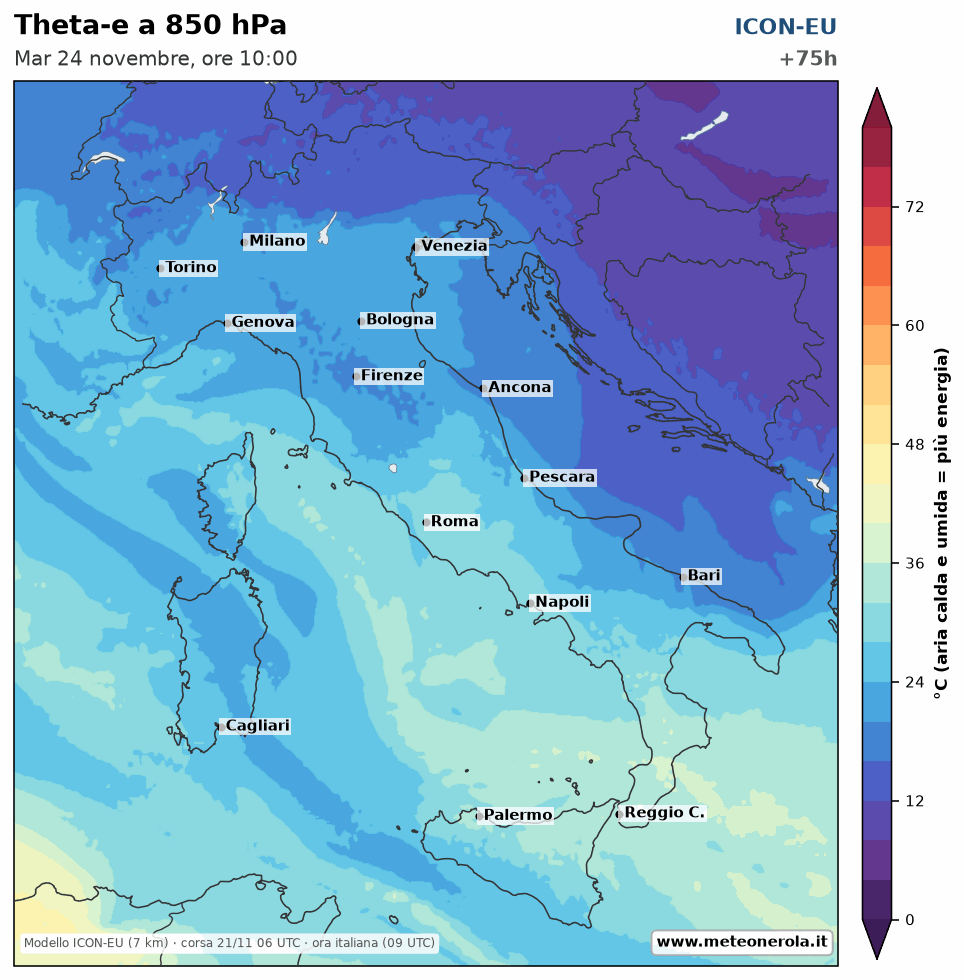 Theta-e a 850 hPa
ICON-EU
Mar 24 novembre, ore 10:00
+75h
Milano
Venezia
Torino
Genova
Bologna
Firenze
Ancona
Pescara
Roma
Bari
Napoli
Cagliari
Palermo
Reggio C.
72
60
48
36
24
12
0
°C (aria calda e umida = più energia)
Modello ICON-EU (7 km) · corsa 21/11 06 UTC · ora italiana (09 UTC)
www.meteonerola.it